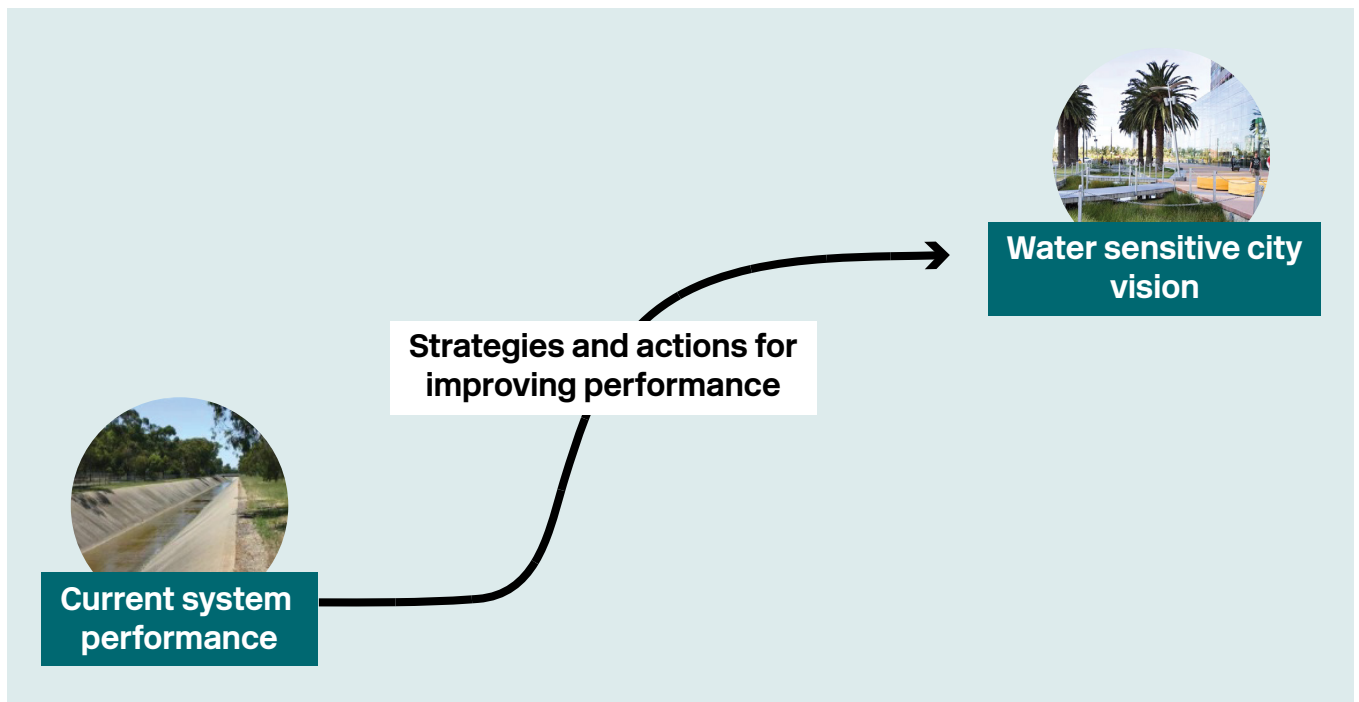 Water sensitive city
vision
Strategies and actions for
improving performance
Current system
performance